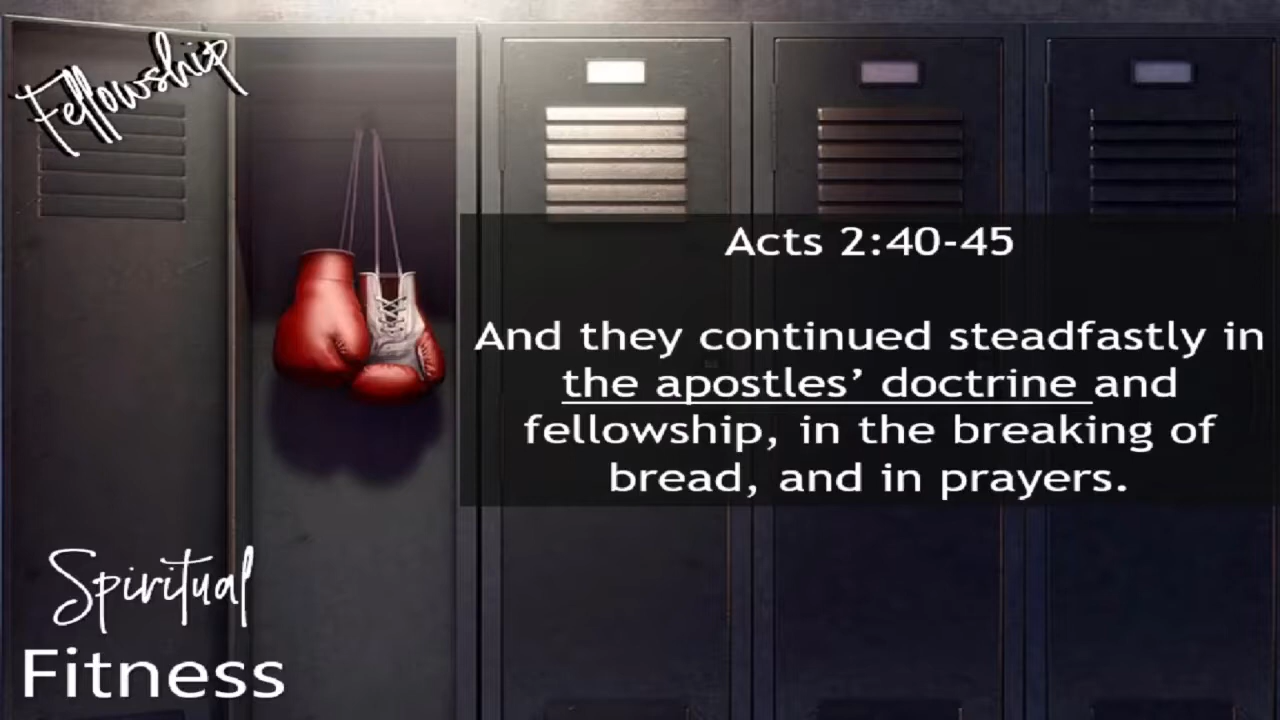 Fellowship
Acts 2:40-45
And they continued steadfastly in
the apostles’ doctrine and
fellowship, in the breaking of
bread, and in prayers.
Spiritual
Fitness